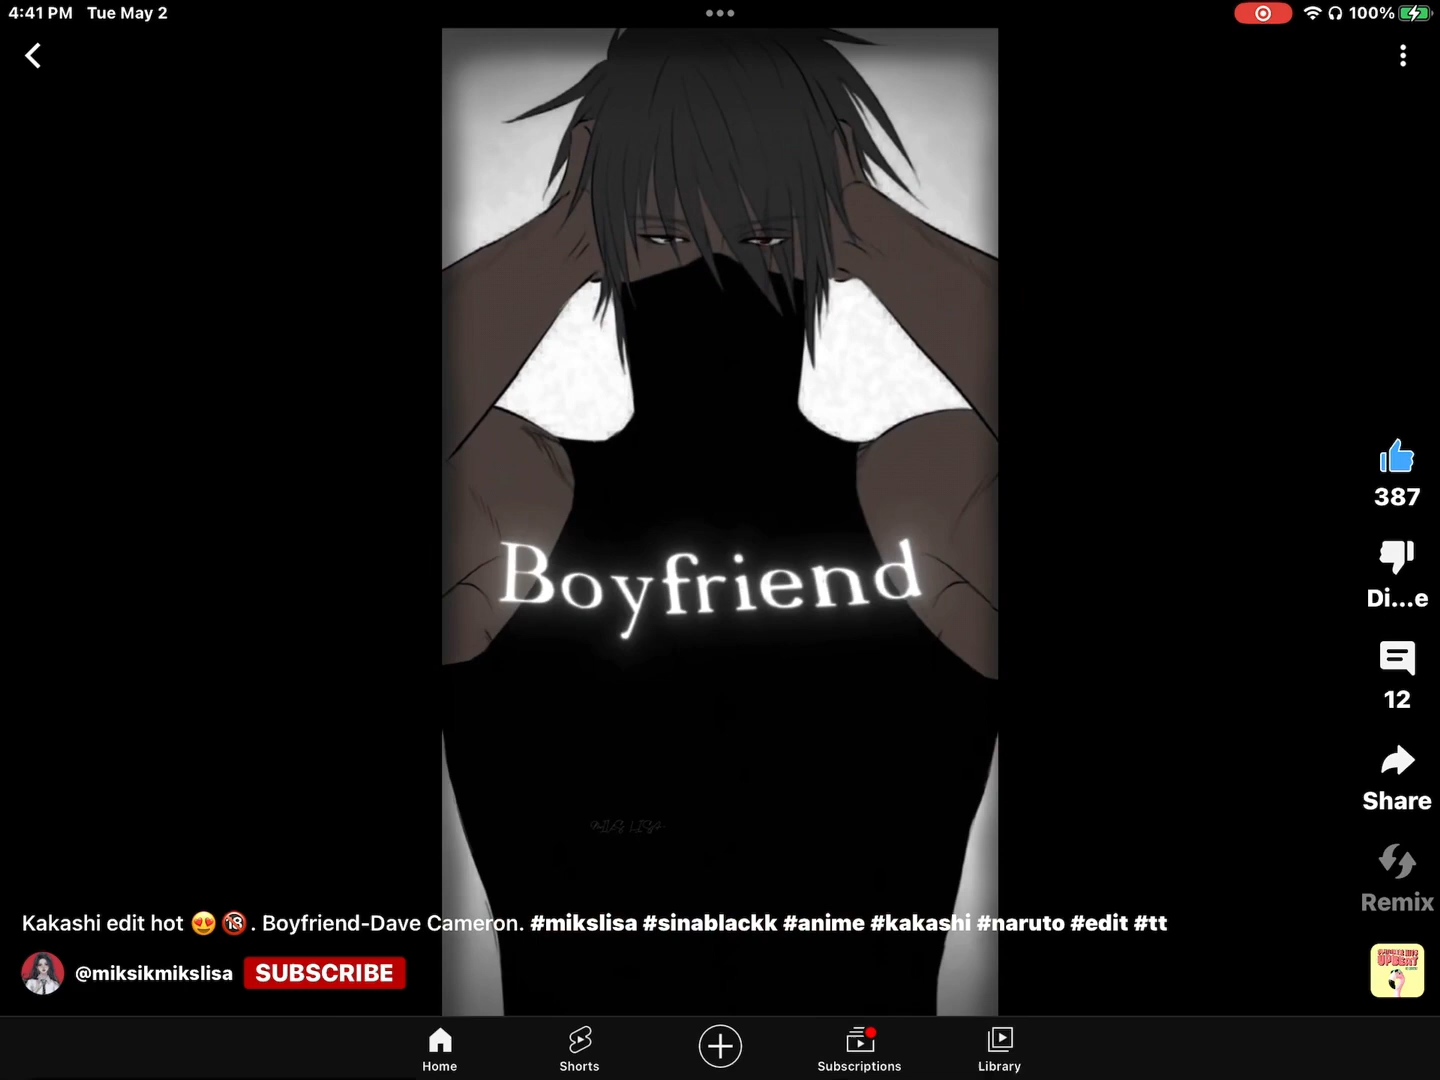 4:41 PM Tue May 2
100%
Boyfriend
387
Di...e
12
Share
Remix
Kakashi edit hot 😍 🔞. Boyfriend-Dave Cameron. #mikslisa #sinablackk #anime #kakashi #naruto #edit #tt
@miksikmikslisa SUBSCRIBE
UPBEAT
Home Shorts Subscriptions Library